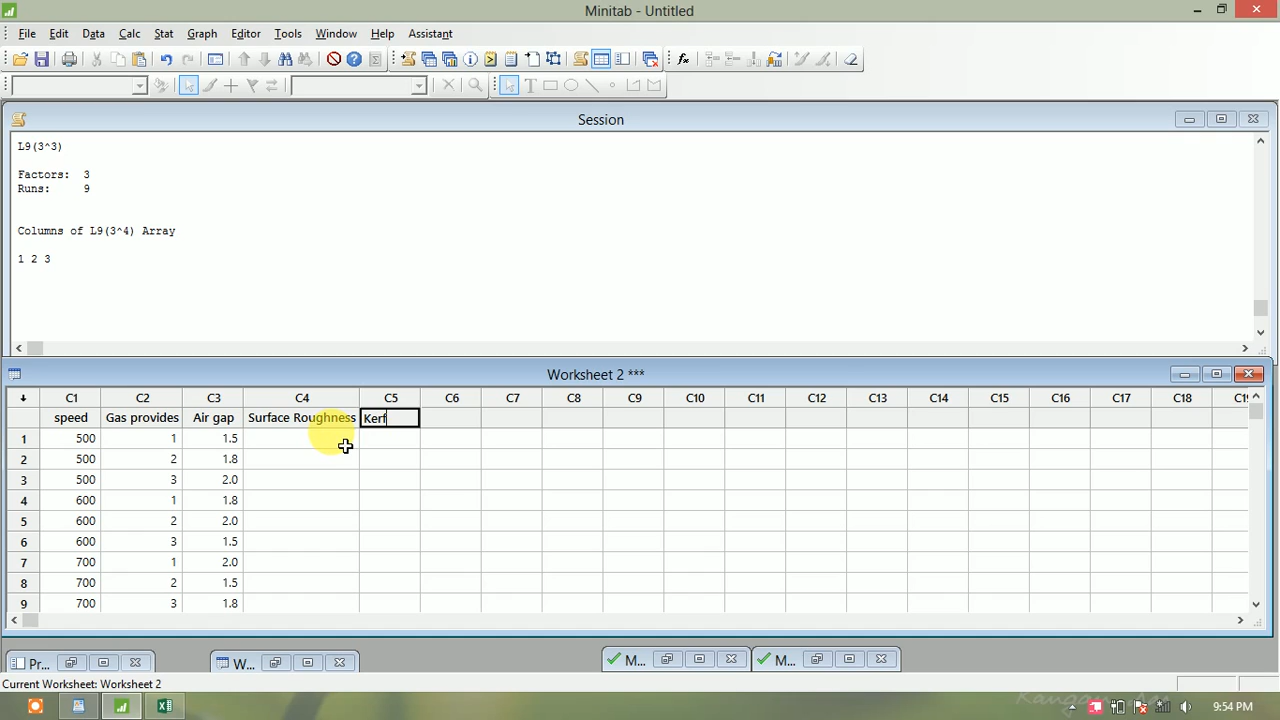 Minitab - Untitled
File Edit Data Calc Stat Graph Editor Tools Window Help Assistant
Session
L9(3^3)
Factors: 3
Runs: 9
Columns of L9(3^4) Array
1 2 3
Worksheet 2 ***
C1 C2 C3 C4 C5 C6 C7 C8 C9 C10 C11 C12 C13 C14 C15 C16 C17 C18
speed Gas provides Air gap Surface Roughness Kerf
1 500 1 1.5
2 500 2 1.8
3 500 3 2.0
4 600 1 1.8
5 600 2 2.0
6 600 3 1.5
7 700 1 2.0
8 700 2 1.5
9 700 3 1.8
Pr... W... M... M...
Current Worksheet: Worksheet 2
9:54 PM